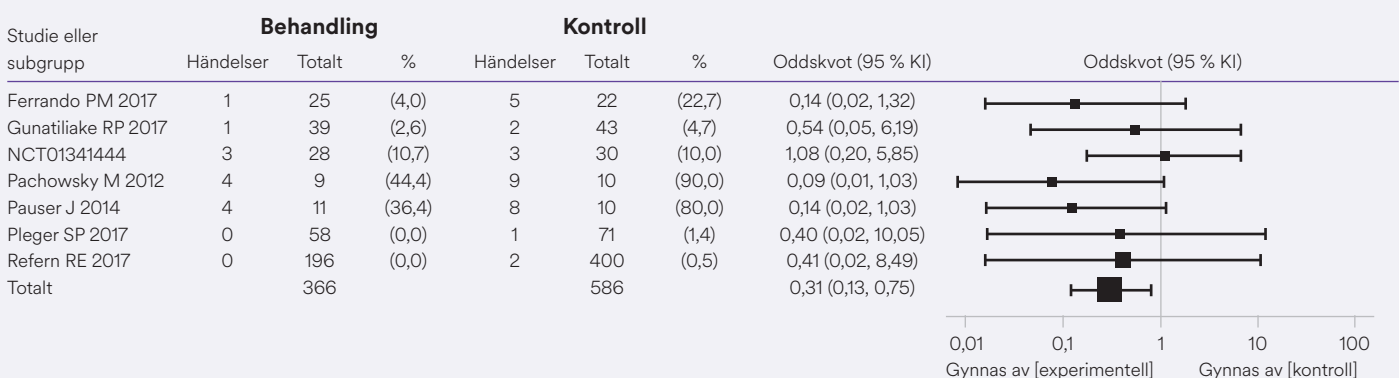 Behandling Kontroll
Studie eller
subgrupp Händelser Totalt % Händelser Totalt % Oddskvot (95 % KI) Oddskvot (95 % KI)
Ferrando PM 2017 1 25 (4,0) 5 22 (22,7) 0,14 (0,02, 1,32)
Gunatiliake RP 2017 1 39 (2,6) 2 43 (4,7) 0,54 (0,05, 6,19)
NCT01341444 3 28 (10,7) 3 30 (10,0) 1,08 (0,20, 5,85)
Pachowsky M 2012 4 9 (44,4) 9 10 (90,0) 0,09 (0,01, 1,03)
Pauser J 2014 4 11 (36,4) 8 10 (80,0) 0,14 (0,02, 1,03)
Pleger SP 2017 0 58 (0,0) 1 71 (1,4) 0,40 (0,02, 10,05)
Refern RE 2017 0 196 (0,0) 2 400 (0,5) 0,41 (0,02, 8,49)
Totalt 366 586 0,31 (0,13, 0,75)
0,01 0,1 1 10 100
Gynnas av [experimentell] Gynnas av [kontroll]